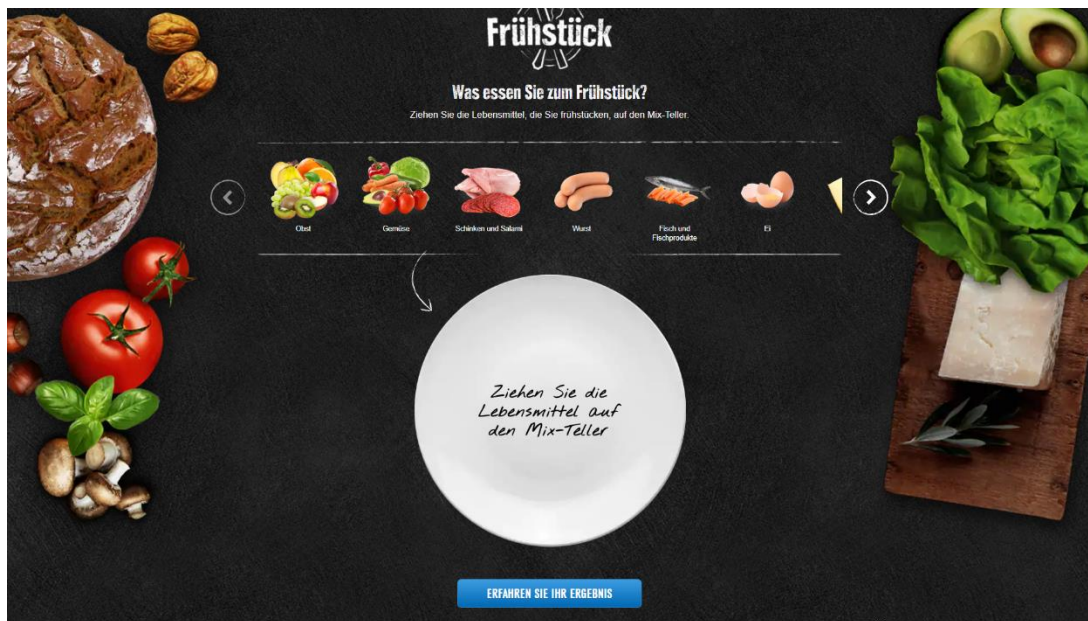 Frühstück
Was essen Sie zum Frühstück?
Ziehen Sie die Lebensmittel, die Sie frühstücken, auf den Mix-Teller.
Obst
Gemüse
Schinken und Salami
Wurst
Fisch und
Fischprodukte
Ei
Ziehen Sie die
Lebensmittel auf
den Mix-Teller
ERFAHREN SIE IHR ERGEBNIS